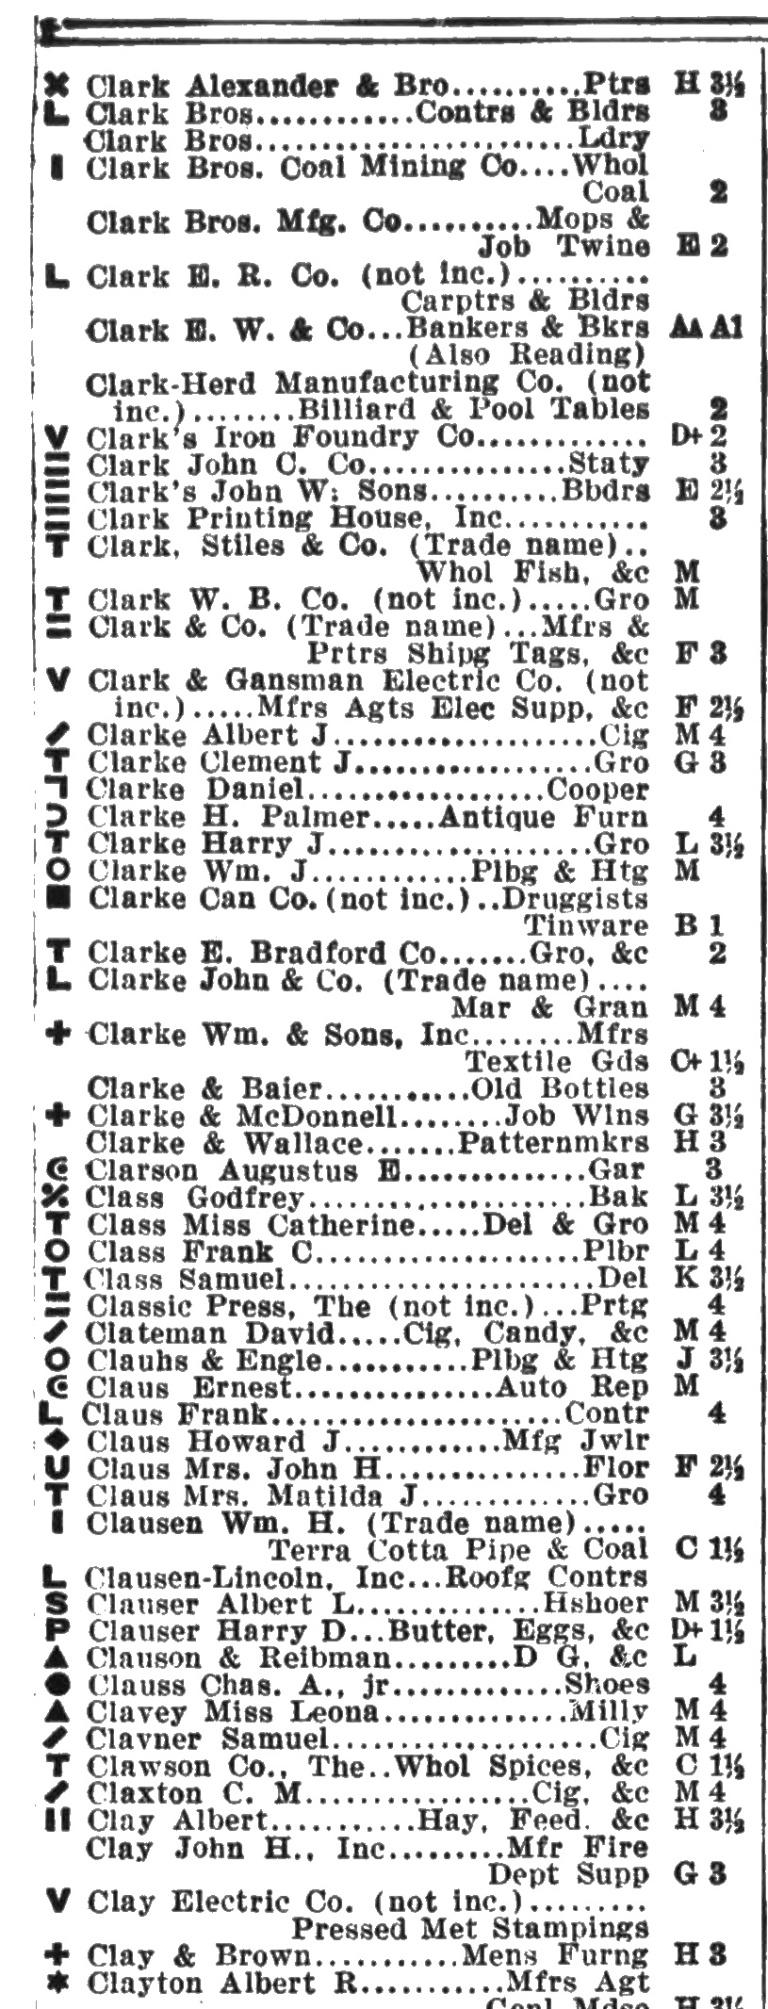 L
✖ Clark Alexander & Bro..........Ptrs H 3½
L Clark Bros............Contrs & Bldrs 3
Clark Bros.........................Ldry
I Clark Bros. Coal Mining Co....Whol
Coal 2
Clark Bros. Mfg. Co..........Mops &
Job Twine E 2
L Clark E. R. Co. (not inc.)..........
Carptrs & Bldrs
Clark E. W. & Co...Bankers & Bkrs AA A1
(Also Reading)
Clark-Herd Manufacturing Co. (not
inc.)........Billiard & Pool Tables 2
V Clark's Iron Foundry Co............. D+ 2
Clark John C. Co...............Staty 3
Clark's John W. Sons..........Bbdrs E 2½
Clark Printing House, Inc........... 3
T Clark, Stiles & Co. (Trade name)..
Whol Fish, &c M
T Clark W. B. Co. (not inc.).....Gro M
= Clark & Co. (Trade name)...Mfrs &
Prtrs Shipg Tags, &c F 3
V Clark & Gansman Electric Co. (not
inc.).....Mfrs Agts Elec Supp, &c F 2½
Clarke Albert J....................Cig M 4
T Clarke Clement J..................Gro G 3
Clarke Daniel..................Cooper
Clarke H. Palmer.....Antique Furn 4
T Clarke Harry J....................Gro L 3½
O Clarke Wm. J............Plbg & Htg M
■ Clarke Can Co. (not inc.)..Druggists
Tinware B 1
T Clarke E. Bradford Co.......Gro, &c 2
L Clarke John & Co. (Trade name)....
Mar & Gran M 4
+ Clarke Wm. & Sons, Inc........Mfrs
Textile Gds C+ 1½
Clarke & Baier...........Old Bottles 3
+ Clarke & McDonnell........Job Wlns G 3½
Clarke & Wallace.......Patternmkrs H 3
Clarson Augustus E..............Gar 3
Class Godfrey.....................Bak L 3½
T Class Miss Catherine.....Del & Gro M 4
O Class Frank C....................Plbr L 4
T Class Samuel.......................Del K 3½
= Classic Press, The (not inc.)...Prtg 4
Clateman David.....Cig, Candy, &c M 4
O Clauhs & Engle...........Plbg & Htg J 3½
Claus Ernest...............Auto Rep M
L Claus Frank......................Contr 4
◆ Claus Howard J............Mfg Jwlr
U Claus Mrs. John H...............Flor F 2½
T Claus Mrs. Matilda J.............Gro 4
I Clausen Wm. H. (Trade name).....
Terra Cotta Pipe & Coal C 1½
L Clausen-Lincoln, Inc...Roofg Contrs
S Clauser Albert L..............Hshoer M 3½
P Clauser Harry D...Butter, Eggs, &c D+ 1½
▲ Clauson & Reibman.........D G, &c L
● Clauss Chas. A., jr.............Shoes 4
▲ Clavey Miss Leona..............Milly M 4
Clavner Samuel....................Cig M 4
T Clawson Co., The..Whol Spices, &c C 1½
Claxton C. M.................Cig, &c M 4
II Clay Albert...........Hay, Feed, &c H 3½
Clay John H., Inc.........Mfr Fire
Dept Supp G 3
V Clay Electric Co. (not inc.).........
Pressed Met Stampings
+ Clay & Brown...........Mens Furng H 3
✱ Clayton Albert R...........Mfrs Agt
Genl Mdse H 3½